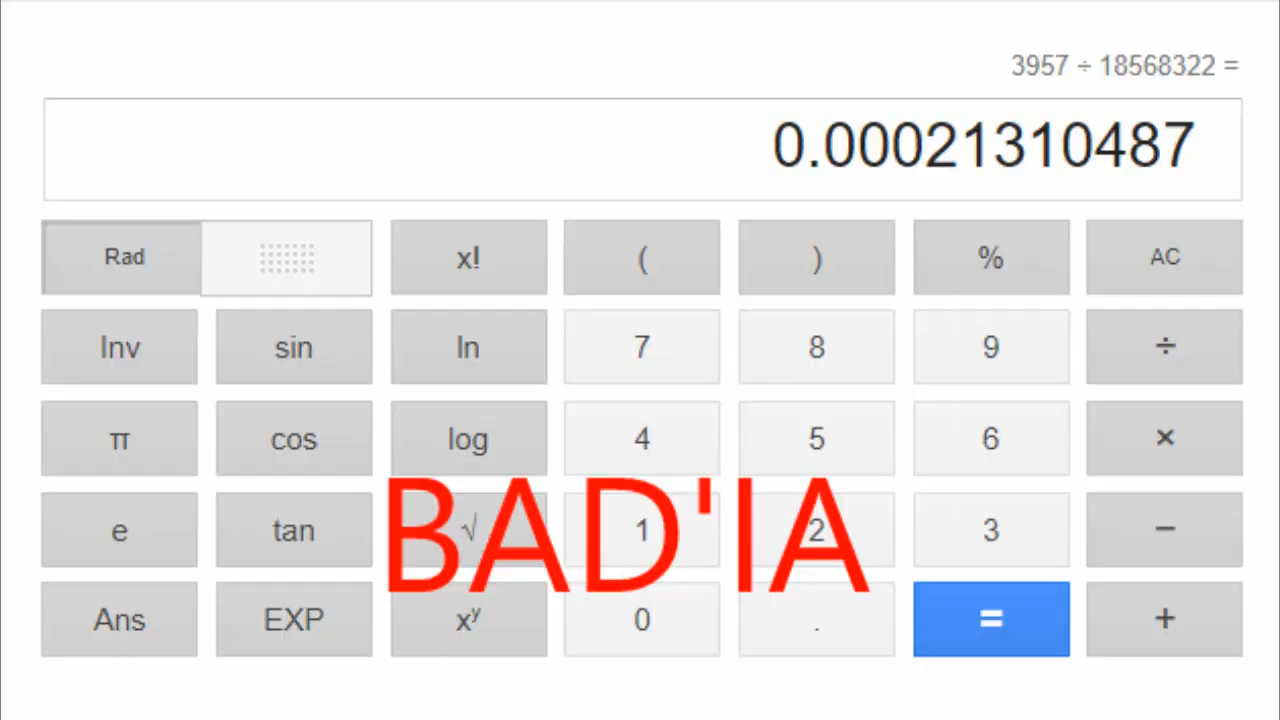 3957 ÷ 18568322 =
0.00021310487
Rad x! ( ) % AC
Inv sin ln 7 8 9 ÷
π cos log 4 5 6 ×
e tan √ 1 2 3 −
BAD'IA
Ans EXP xʸ 0 . = +